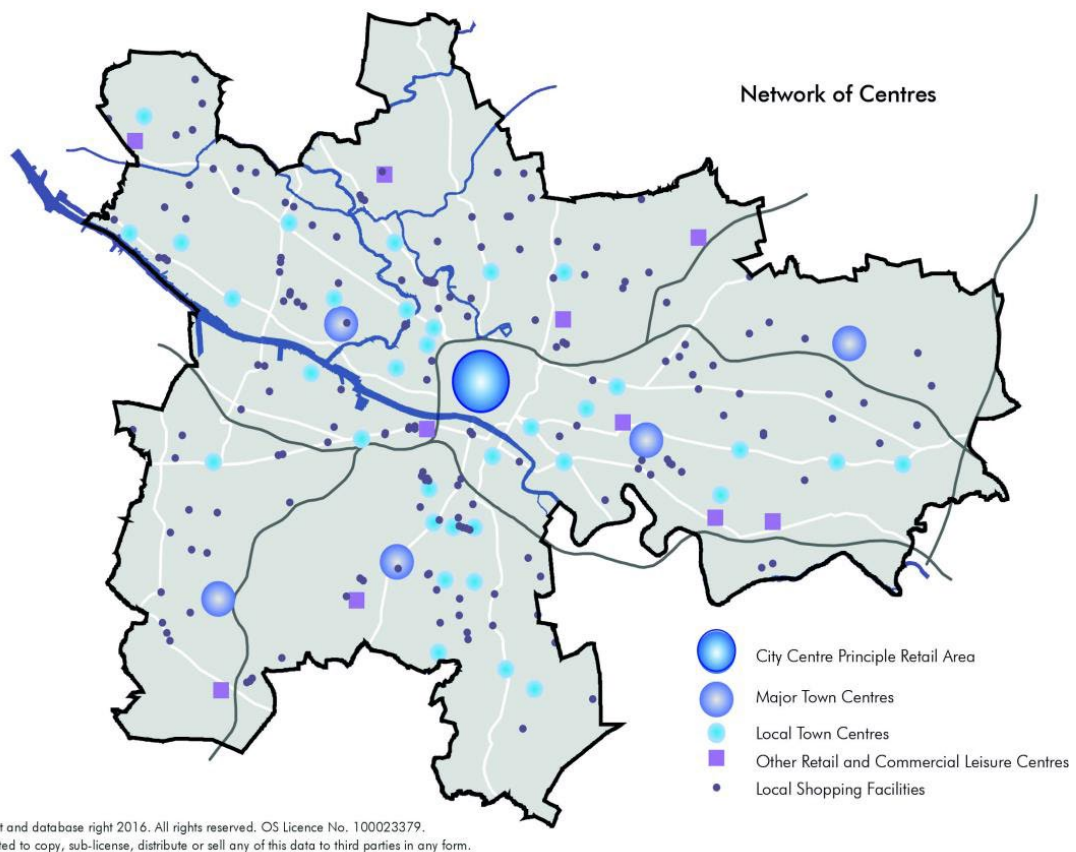 Network of Centres
City Centre Principle Retail Area
Major Town Centres
Local Town Centres
Other Retail and Commercial Leisure Centres
Local Shopping Facilities
t and database right 2016. All rights reserved. OS Licence No. 100023379.
ted to copy, sub-license, distribute or sell any of this data to third parties in any form.